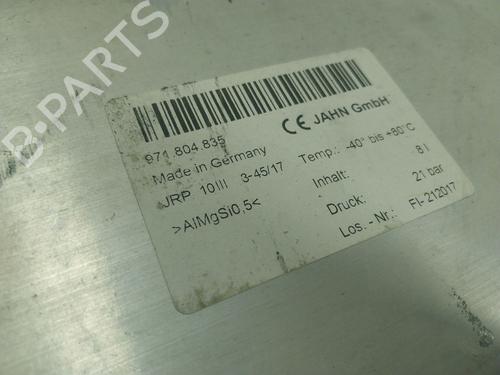 B-PARTS
CE JAHN GmbH
971.804.835
Made in Germany
JRP 10III 3-45/17
>AlMgSi0,5<
Temp.: -40° bis +80°C
Inhalt: 8 l
Druck: 21 bar
Los. - Nr.: FI- 212017